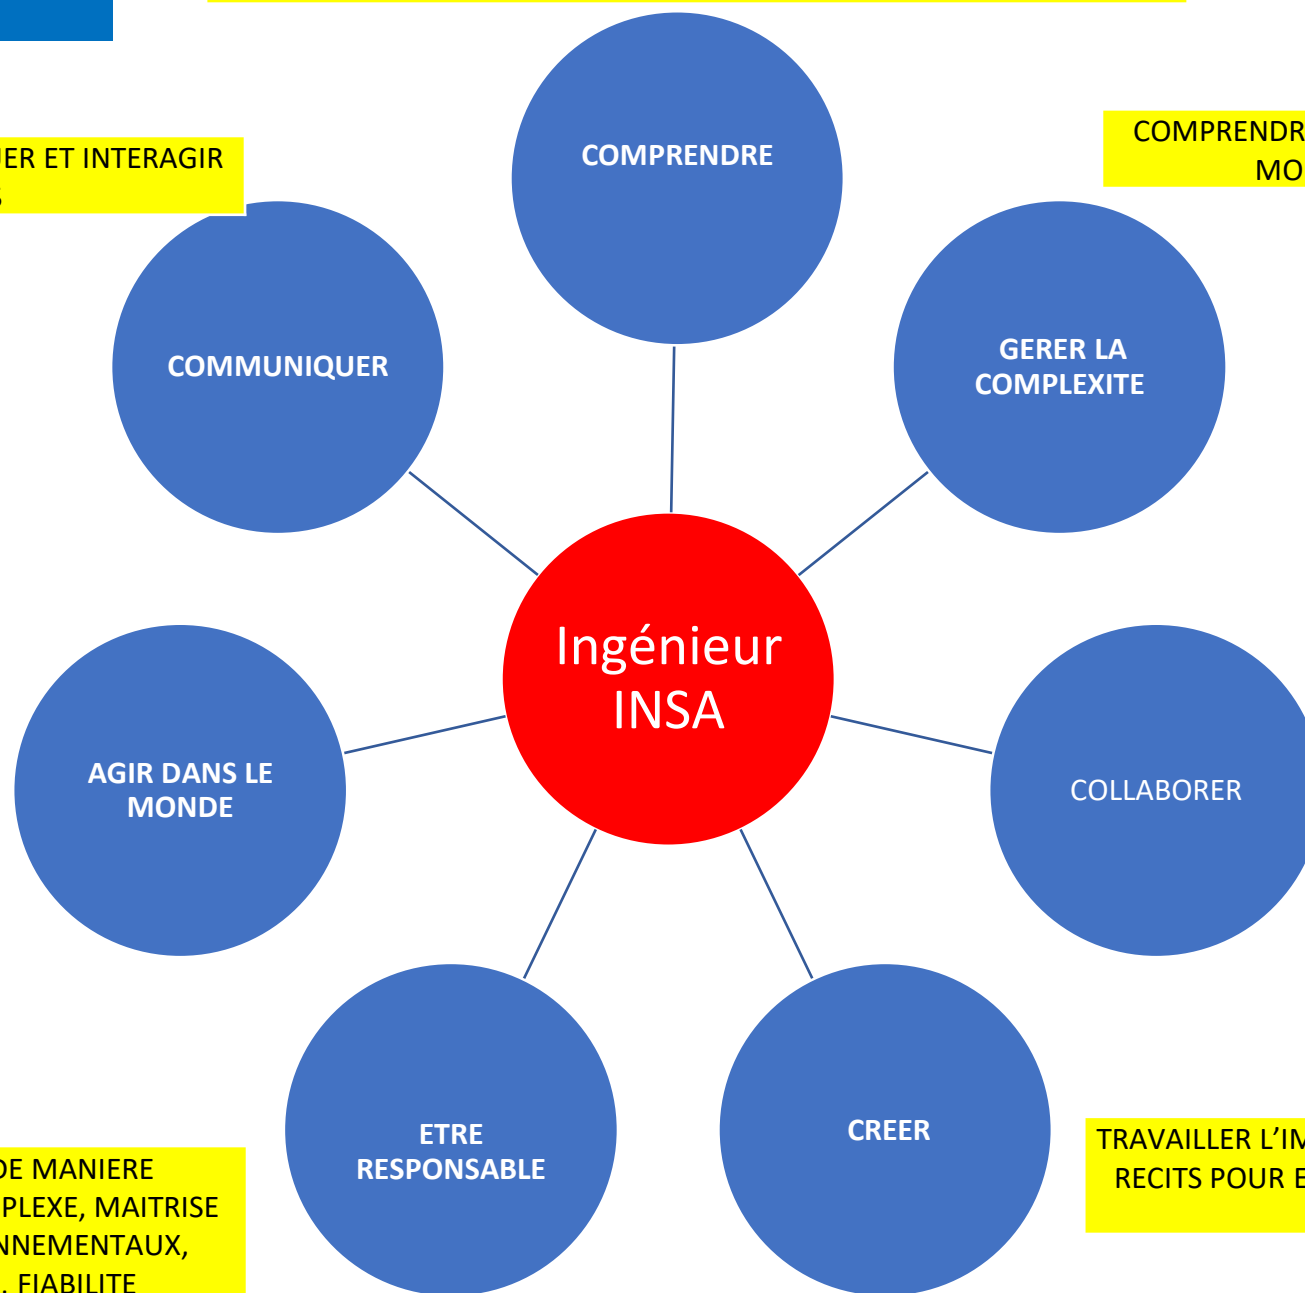 COMPRENDRE
UER ET INTERAGIR
COMPRENDR
MO
COMMUNIQUER
GERER LA
COMPLEXITE
Ingénieur
INSA
AGIR DANS LE
MONDE
COLLABORER
ETRE
RESPONSABLE
CREER
DE MANIERE
PLEXE, MAITRISE
NNEMENTAUX,
. FIABILITE
TRAVAILLER L’IM
RECITS POUR E